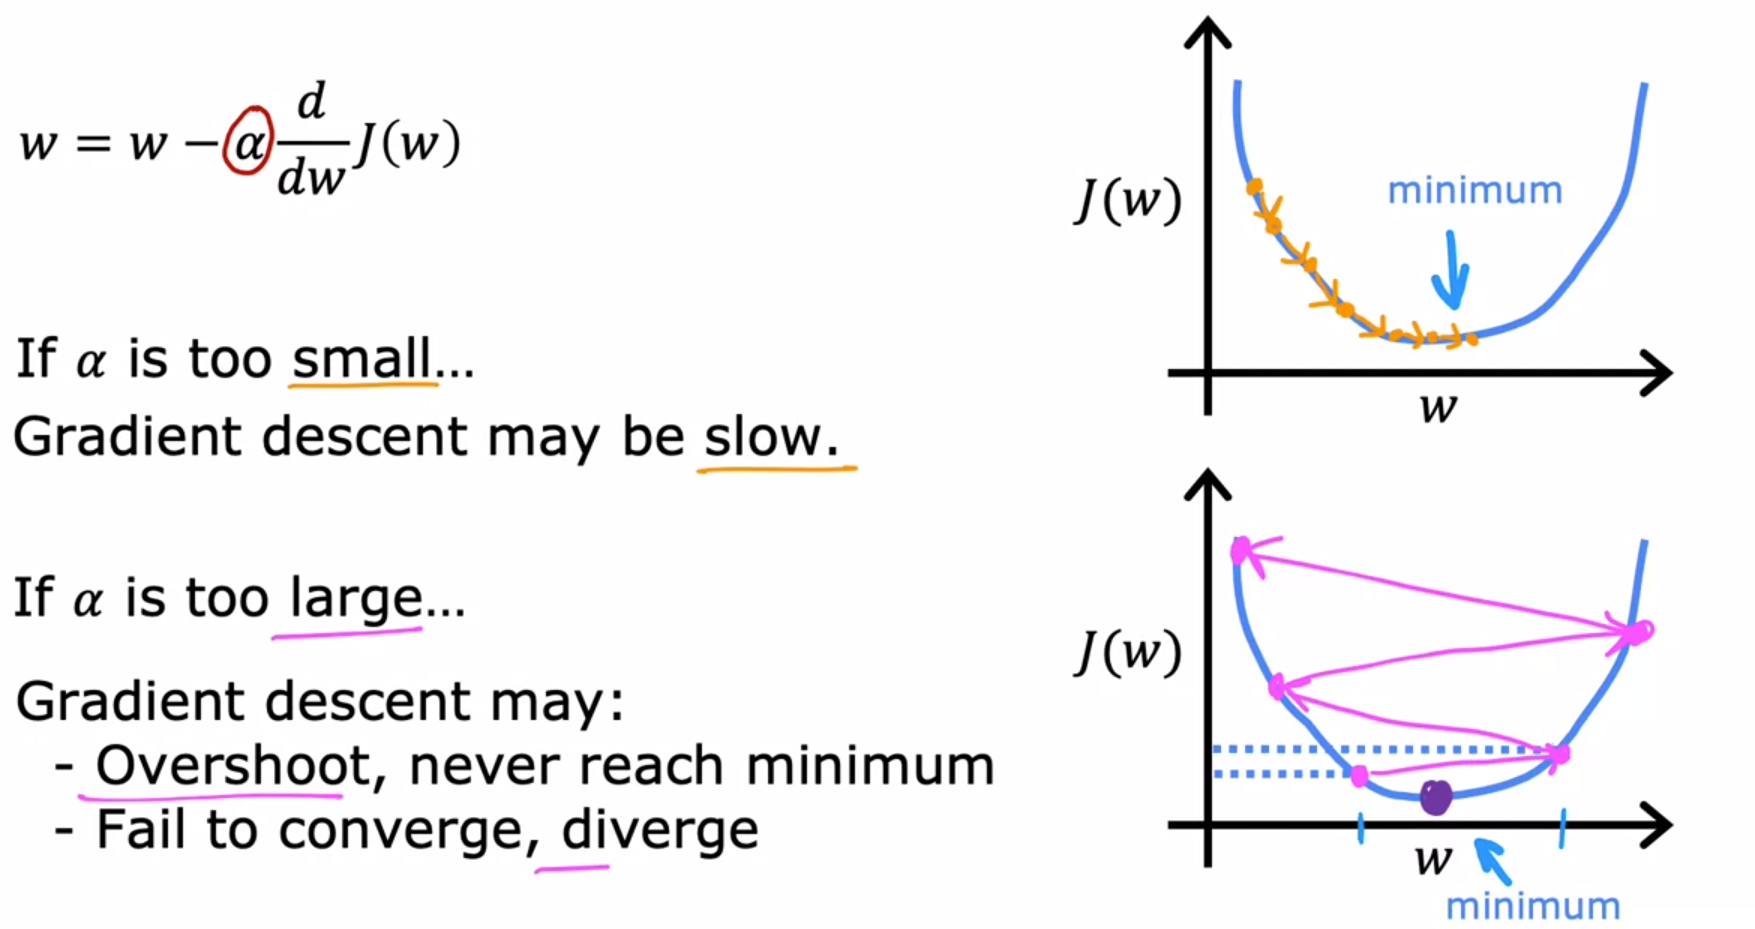 w = w − α d/dw J(w)
If α is too small...
Gradient descent may be slow.
If α is too large...
Gradient descent may:
- Overshoot, never reach minimum
- Fail to converge, diverge
J(w)
minimum
w
J(w)
w
minimum